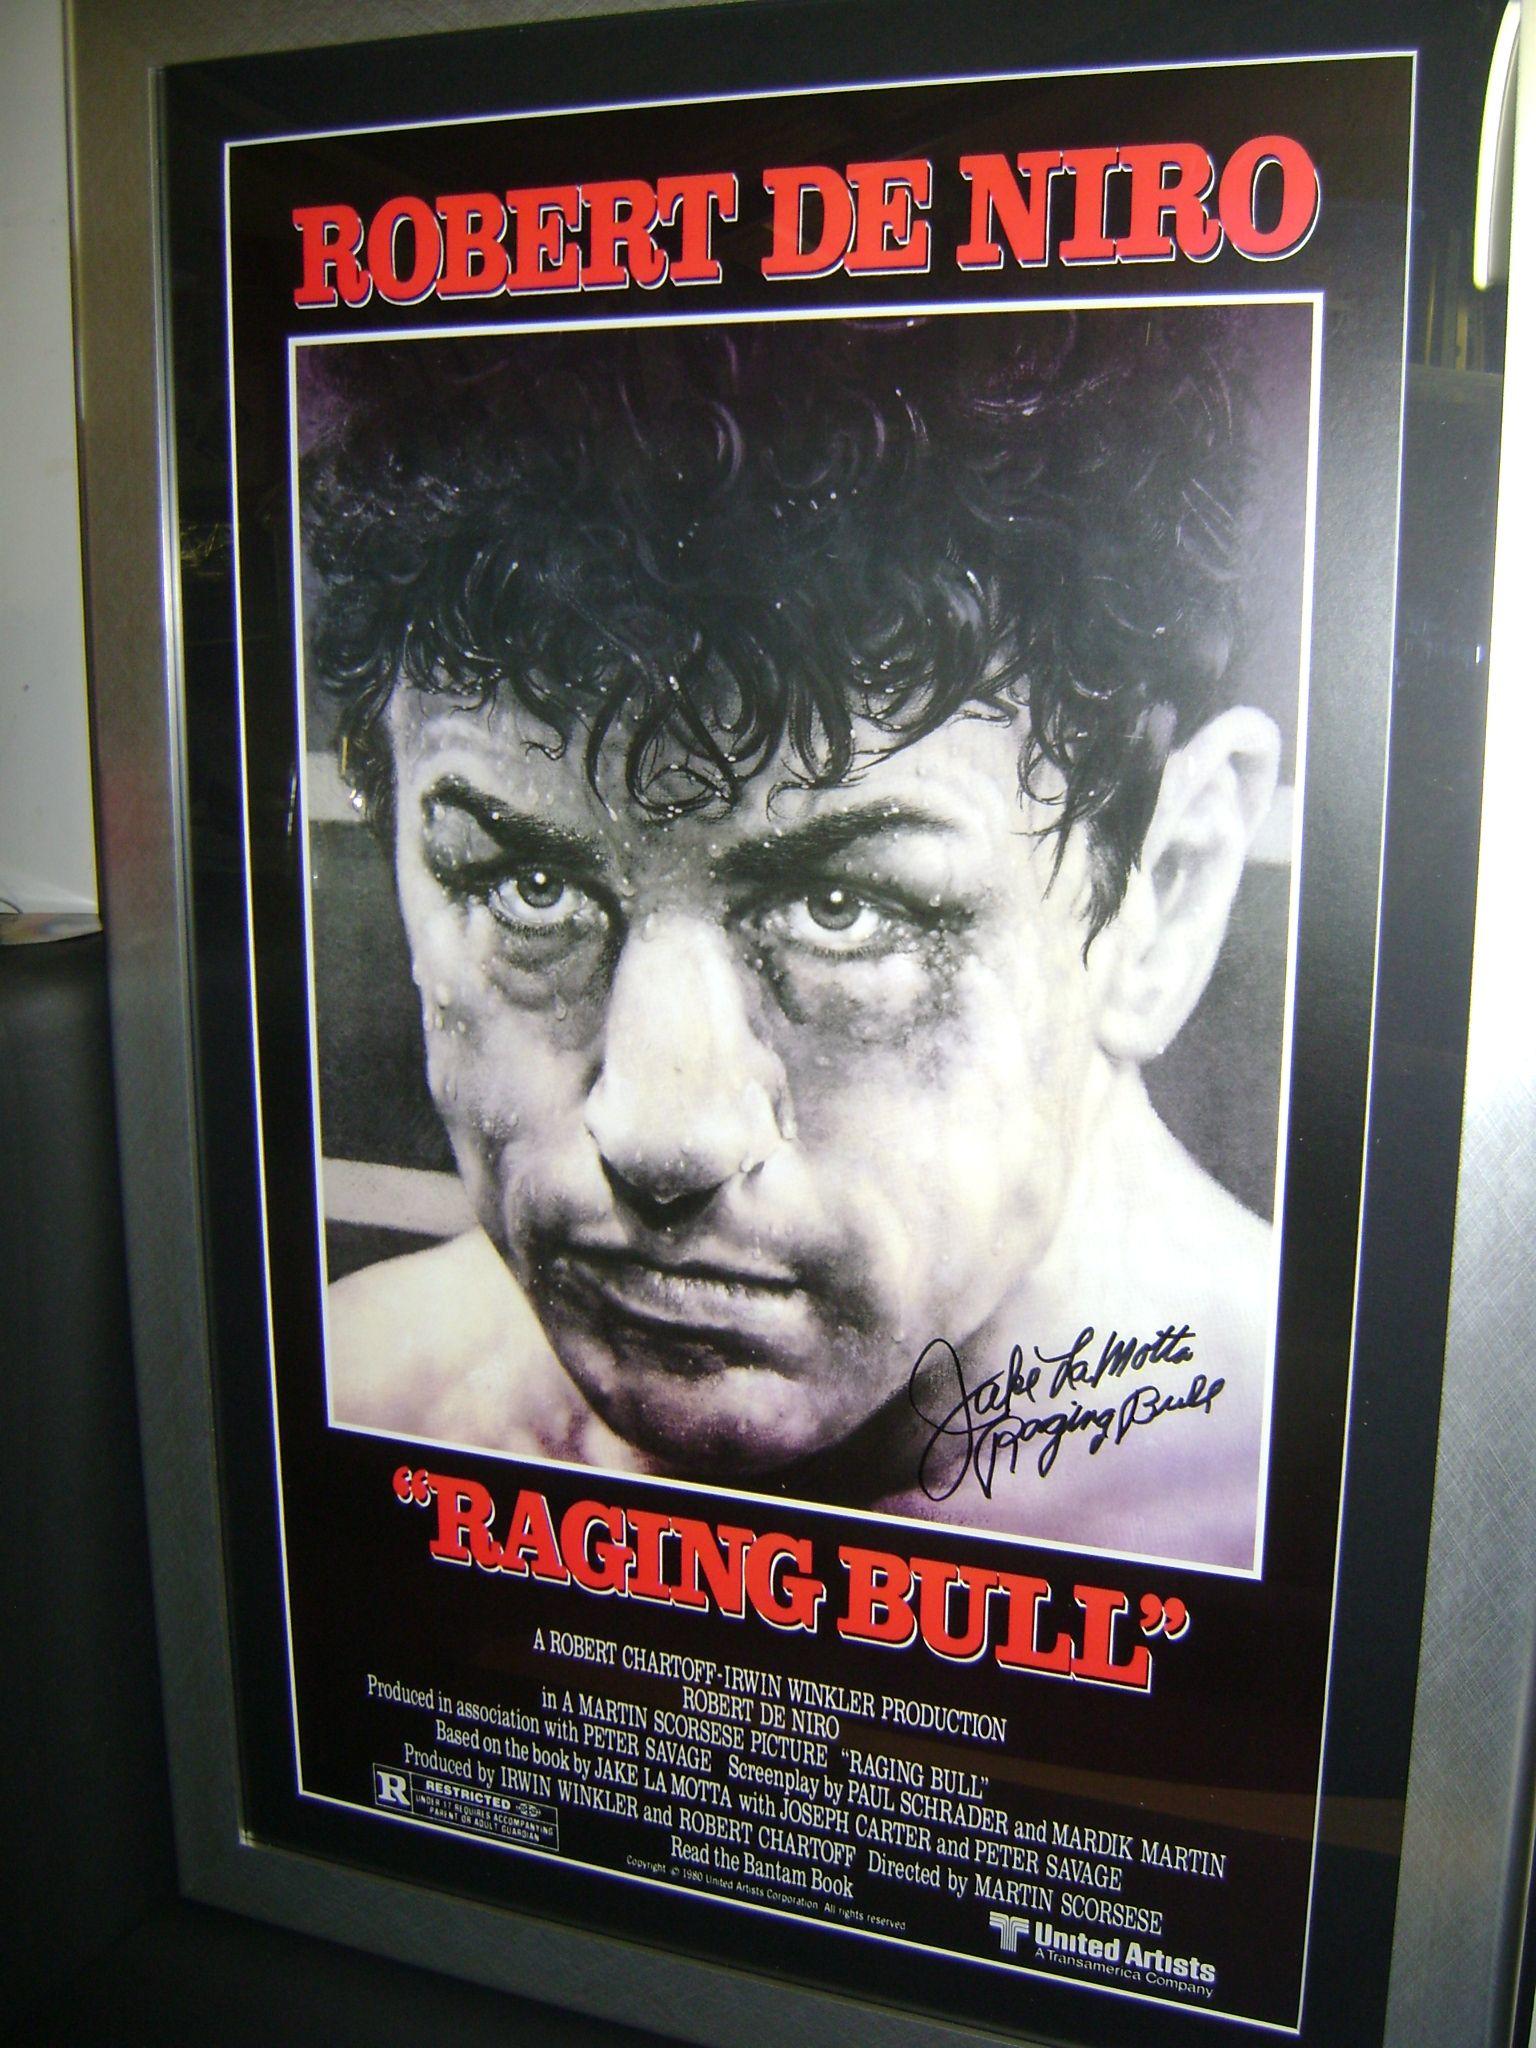 ROBERT DE NIRO
Jake LaMotta
Raging Bull
“RAGING BULL”
A ROBERT CHARTOFF-IRWIN WINKLER PRODUCTION
ROBERT DE NIRO
in A MARTIN SCORSESE PICTURE “RAGING BULL”
Produced in association with PETER SAVAGE Screenplay by PAUL SCHRADER and MARDIK MARTIN
Based on the book by JAKE LA MOTTA with JOSEPH CARTER and PETER SAVAGE
Produced by IRWIN WINKLER and ROBERT CHARTOFF Directed by MARTIN SCORSESE
Read the Bantam Book
R RESTRICTED
UNDER 17 REQUIRES ACCOMPANYING
PARENT OR ADULT GUARDIAN
Copyright © 1980 United Artists Corporation All rights reserved
United Artists
A Transamerica Company